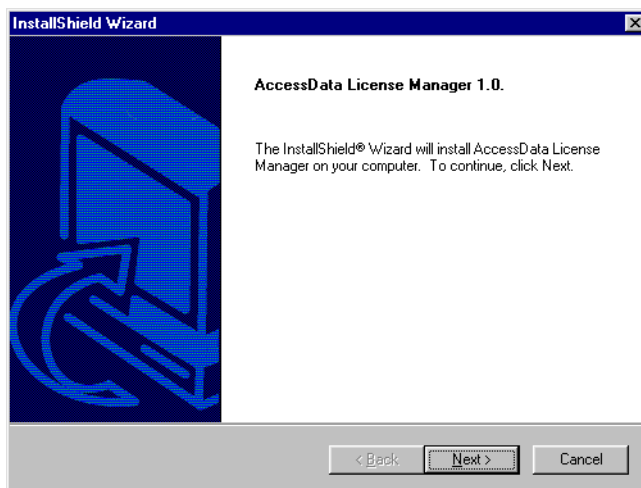 InstallShield Wizard
AccessData License Manager 1.0.
The InstallShield® Wizard will install AccessData License
Manager on your computer. To continue, click Next.
< Back
Next >
Cancel